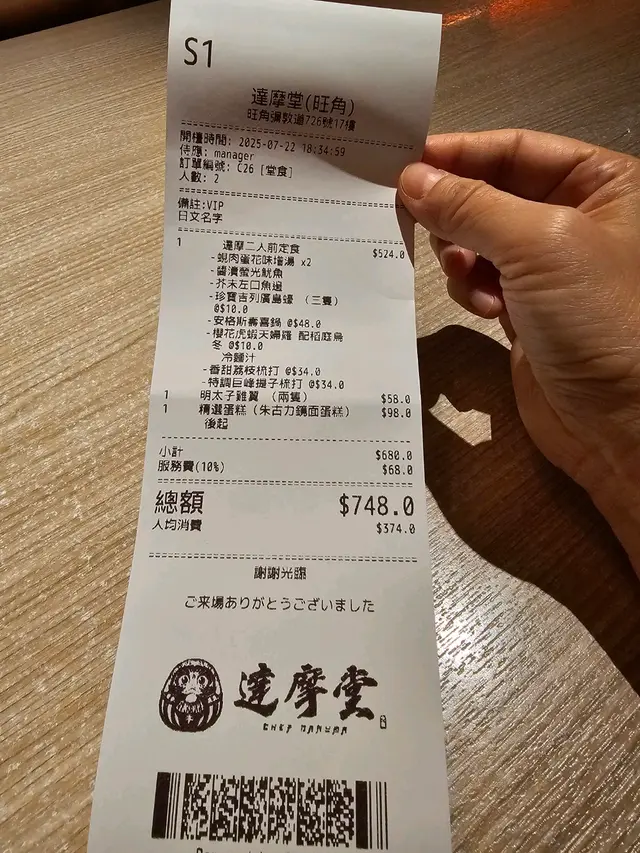 S1
達摩堂(旺角)
旺角彌敦道726號17樓
開檯時間: 2025-07-22 18:34:59
侍應: manager
訂單編號: C26 [堂食]
人數: 2
備註:VIP
日文名字
1 達摩二人前定食 $524.0
-蜆肉蛋花味增湯 x2
-醬漬螢光魷魚
-芥末左口魚邊
-珍寶吉列廣島蠔 （三隻）
@$10.0
-安格斯壽喜鍋 @$48.0
-櫻花虎蝦天婦羅 配稻庭烏
冬 @$10.0
冷麵汁
-香甜荔枝梳打 @$34.0
-特調巨峰提子梳打 @$34.0
1 明太子雞翼 （兩隻） $58.0
1 精選蛋糕（朱古力鏡面蛋糕） $98.0
後起
小計 $680.0
服務費(10%) $68.0
總額 $748.0
人均消費 $374.0
謝謝光臨
ご来場ありがとうございました
達摩堂
CHEF DARUMA